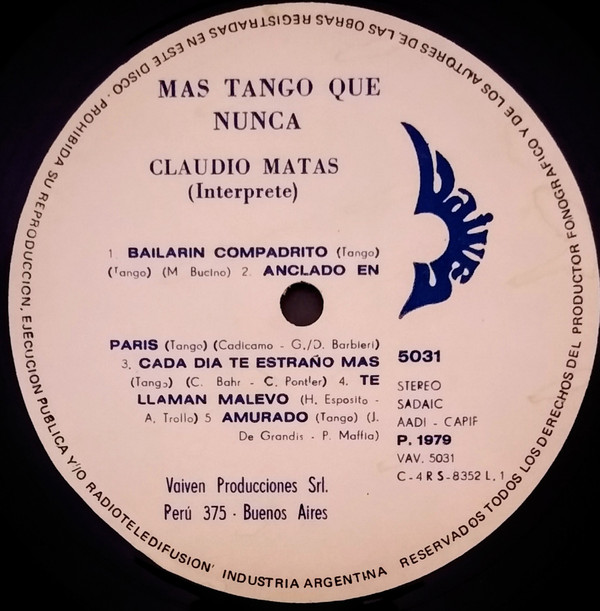 MAS TANGO QUE
NUNCA
CLAUDIO MATAS
(Interprete)
1 BAILARIN COMPADRITO (Tango)
(Tango) (M Bucino) 2. ANCLADO EN
PARIS (Tango) (Cadicamo - G./D. Barbieri)
3. CADA DIA TE ESTRAÑO MAS
(Tango) (C. Bahr - C. Pontier) 4. TE
LLAMAN MALEVO (H. Esposito -
A. Troilo) 5 AMURADO (Tango) (J.
De Grandis - P. Maffia)
Vaiven
5031
STEREO
SADAIC
AADI - CAPIF
P. 1979
VAV. 5031
C-4RS-8352 L. 1
Vaiven Producciones Srl.
Perú 375 - Buenos Aires
RESERVADOS TODOS LOS DERECHOS DEL PRODUCTOR FONOGRAFICO Y DE LOS AUTORES DE LAS OBRAS REGISTRADAS EN ESTE DISCO - PROHIBIDA SU REPRODUCCION, EJECUCION PUBLICA Y/O RADIOTELEDIFUSION' INDUSTRIA ARGENTINA